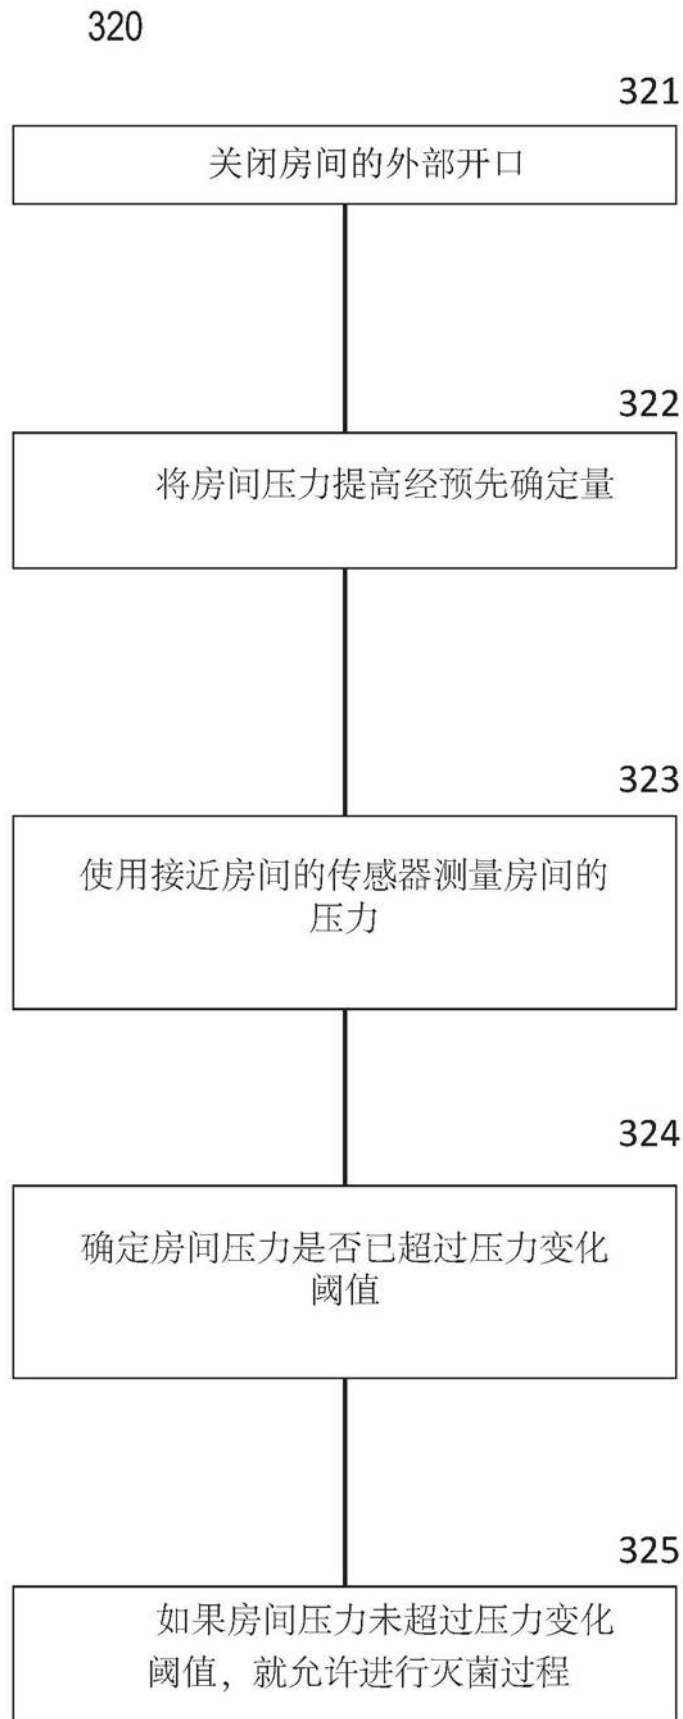 320
321
关闭房间的外部开口
322
将房间压力提高经预先确定量
323
使用接近房间的传感器测量房间的
压力
324
确定房间压力是否已超过压力变化
阈值
325
如果房间压力未超过压力变化
阈值，就允许进行灭菌过程